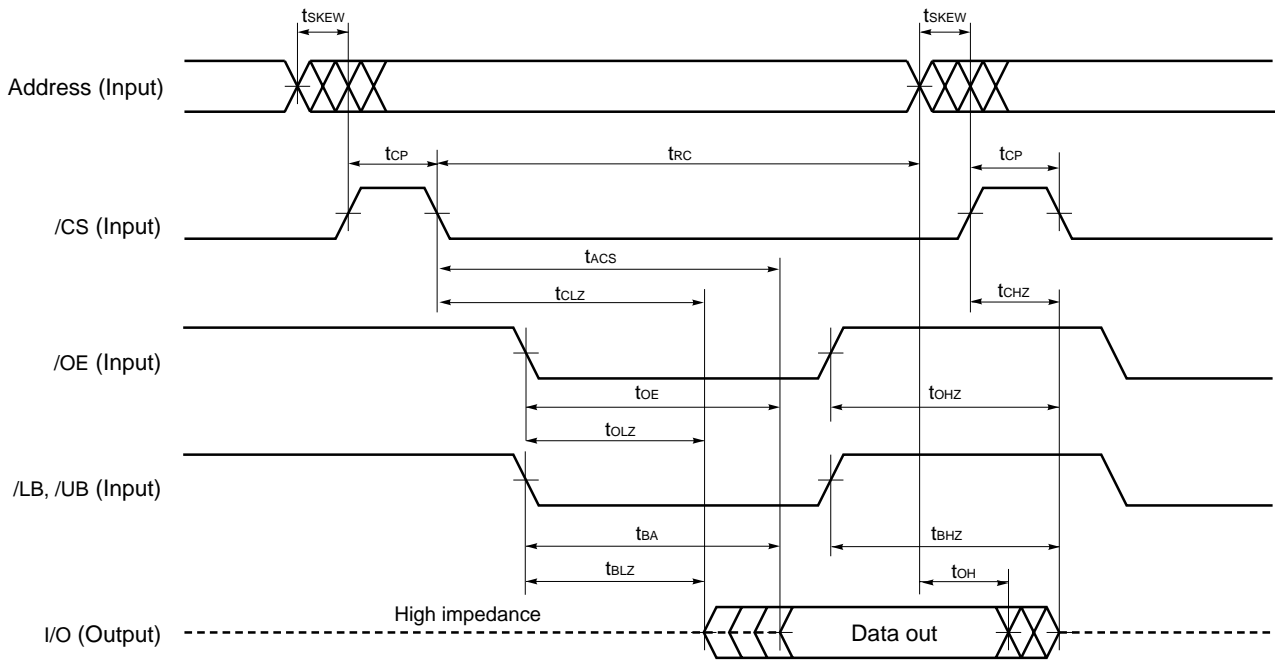 tSKEW tSKEW
Address (Input)
tCP tRC tCP
/CS (Input)
tACS
tCLZ tCHZ
/OE (Input)
tOE tOHZ
tOLZ
/LB, /UB (Input)
tBA tBHZ
tBLZ tOH
High impedance
I/O (Output) Data out